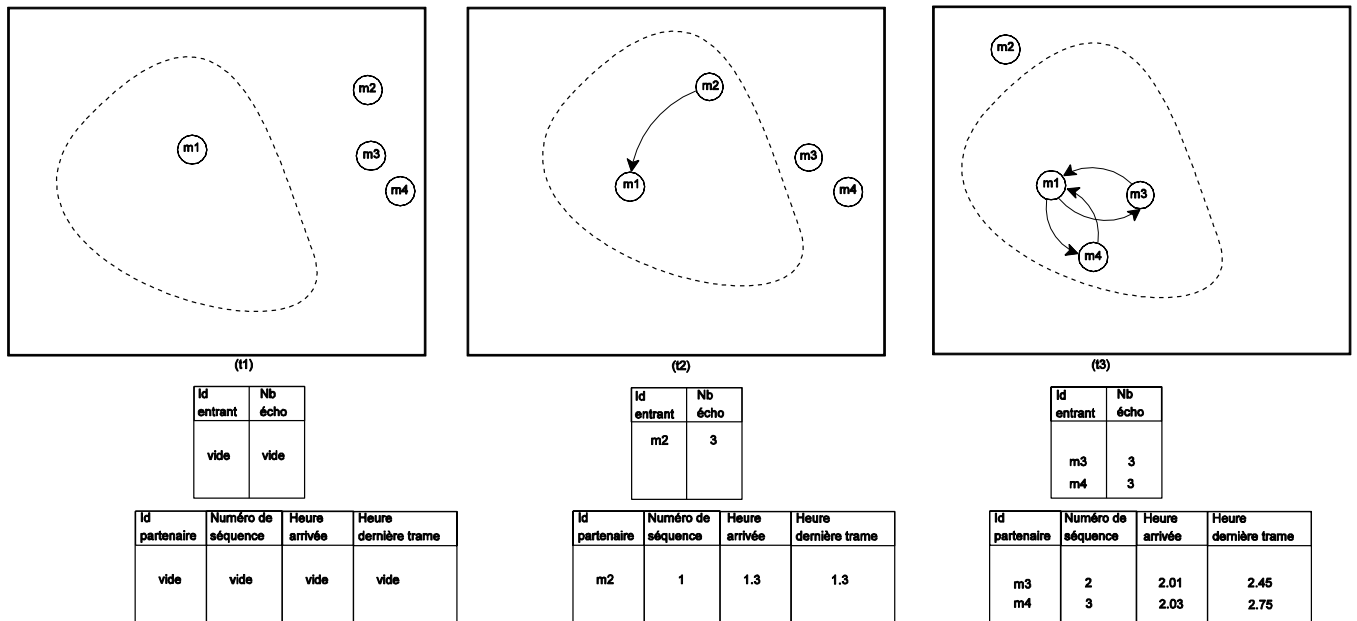 m1
m2
m3
m4
(t1)
m2
m1
m3
m4
(t2)
m2
m1
m3
m4
(t3)
Id entrant Nb écho
vide vide
Id entrant Nb écho
m2 3
Id entrant Nb écho
m3 3
m4 3
Id partenaire Numéro de séquence Heure arrivée Heure dernière trame
vide vide vide vide
Id partenaire Numéro de séquence Heure arrivée Heure dernière trame
m2 1 1.3 1.3
Id partenaire Numéro de séquence Heure arrivée Heure dernière trame
m3 2 2.01 2.45
m4 3 2.03 2.75